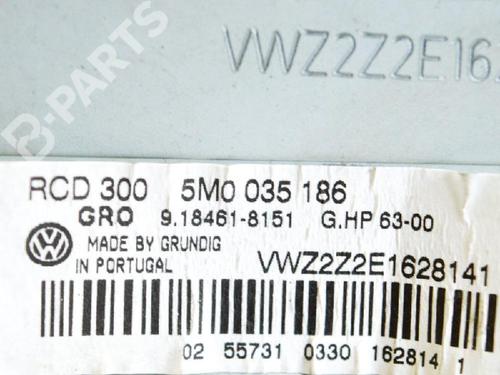 B-PARTS
VWZ2Z2E162
RCD 300 5M0 035 186
GRO 9.18461-8151 G.HP 63-00
MADE BY GRUNDIG
IN PORTUGAL VWZ2Z2E1628141
02 55731 0330 162814 1